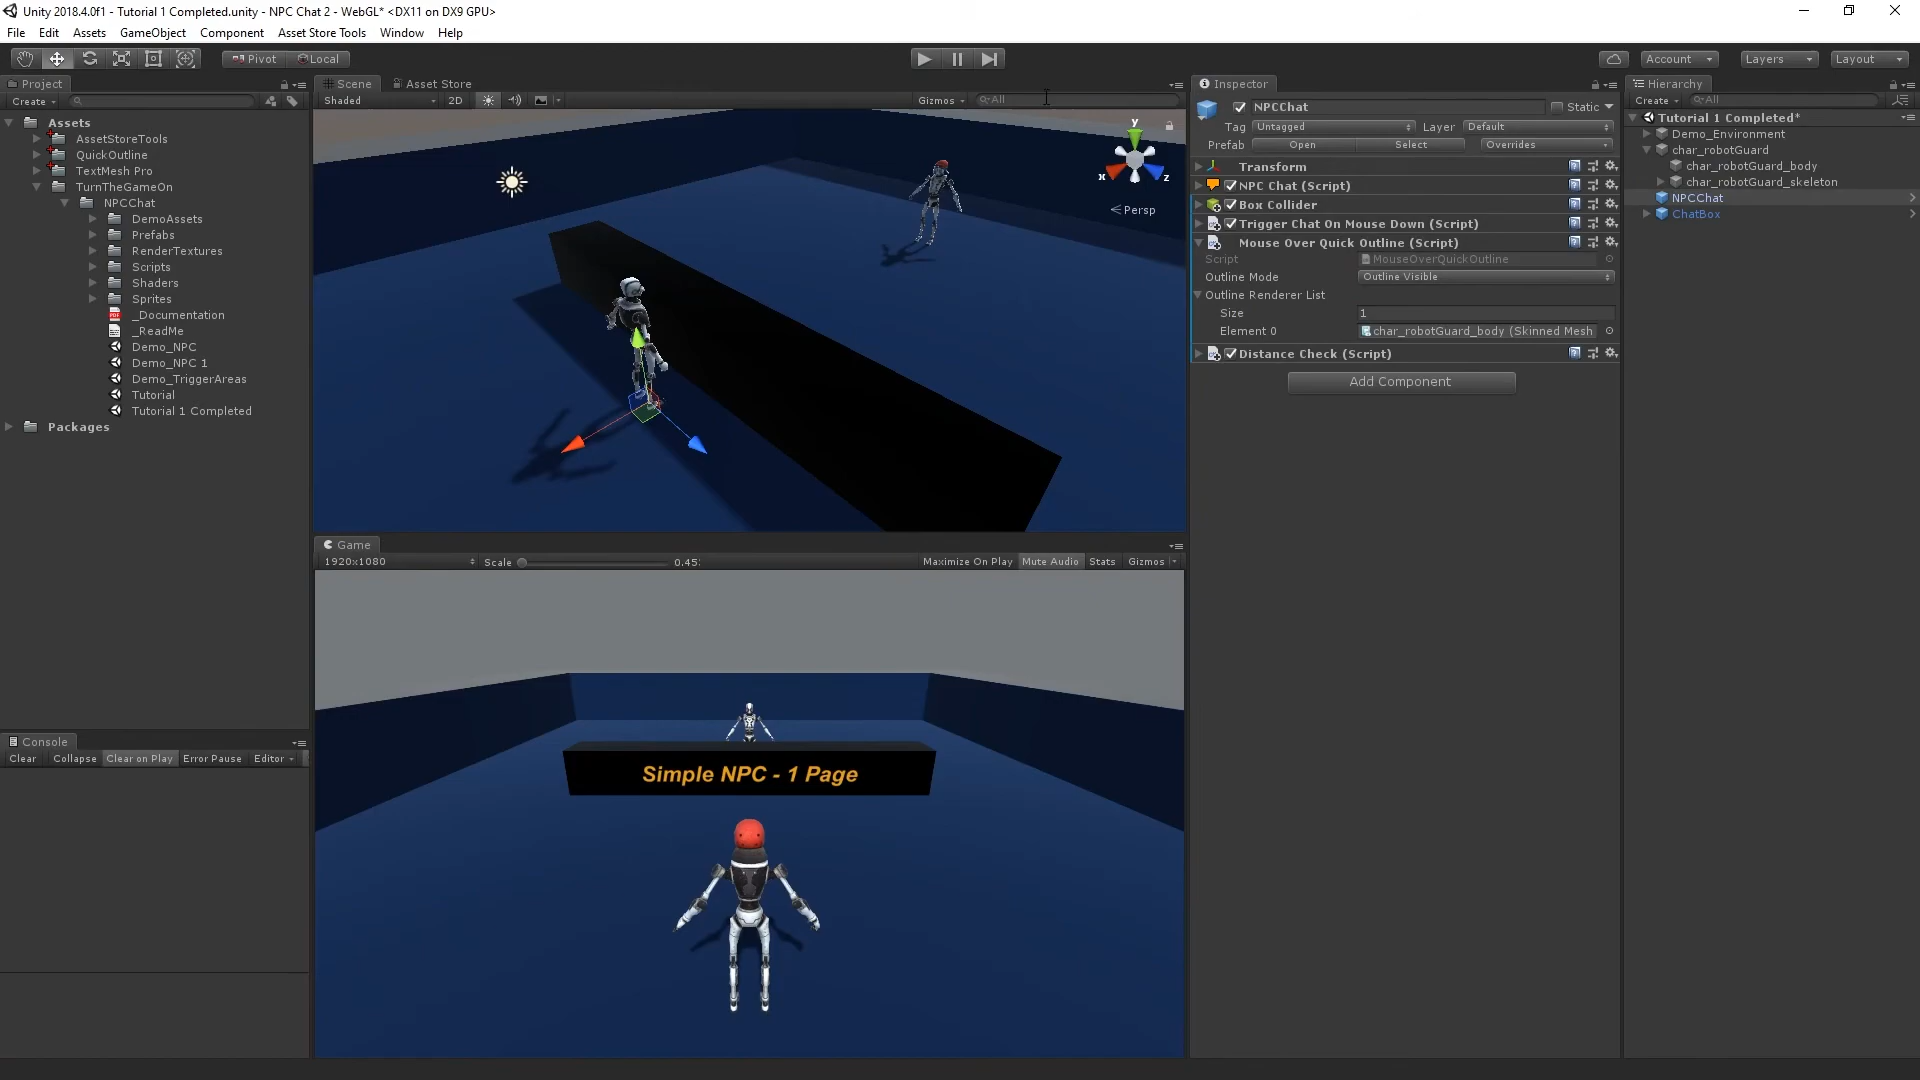 Unity 2018.4.0f1 - Tutorial 1 Completed.unity - NPC Chat 2 - WebGL* <DX11 on DX9 GPU>
File Edit Assets GameObject Component Asset Store Tools Window Help
Pivot Local Account Layers Layout
Project
Create
Assets
AssetStoreTools
QuickOutline
TextMesh Pro
TurnTheGameOn
NPCChat
DemoAssets
Prefabs
RenderTextures
Scripts
Shaders
Sprites
_Documentation
_ReadMe
Demo_NPC
Demo_NPC 1
Demo_TriggerAreas
Tutorial
Tutorial 1 Completed
Packages
Console
Clear Collapse Clear on Play Error Pause Editor
Scene Asset Store
Shaded 2D Gizmos All
y
x z
Persp
Game
1920x1080 Scale 0.45: Maximize On Play Mute Audio Stats Gizmos
Simple NPC - 1 Page
Inspector
NPCChat Static
Tag Untagged Layer Default
Prefab Open Select Overrides
Transform
NPC Chat (Script)
Box Collider
Trigger Chat On Mouse Down (Script)
Mouse Over Quick Outline (Script)
Script MouseOverQuickOutline
Outline Mode Outline Visible
Outline Renderer List
Size 1
Element 0 char_robotGuard_body (Skinned Mesh
Distance Check (Script)
Add Component
Hierarchy
Create All
Tutorial 1 Completed*
Demo_Environment
char_robotGuard
char_robotGuard_body
char_robotGuard_skeleton
NPCChat
ChatBox